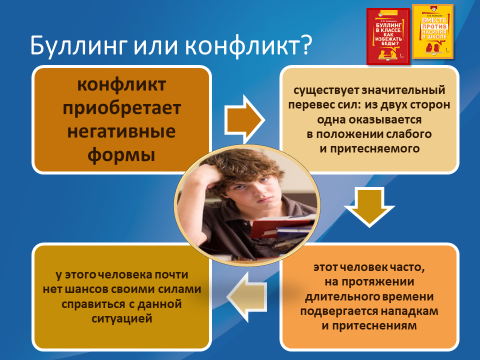 Буллинг или конфликт?
БУЛЛИНГ
В КЛАССЕ
КАК
ИЗБЕЖАТЬ
БЕДЫ?
ВМЕСТЕ
ПРОТИВ
конфликт
приобретает
негативные
формы
существует значительный
перевес сил: из двух сторон
одна оказывается
в положении слабого
и притесняемого
этот человек часто,
на протяжении
длительного времени
подвергается нападкам
и притеснениям
у этого человека почти
нет шансов своими силами
справиться с данной
ситуацией